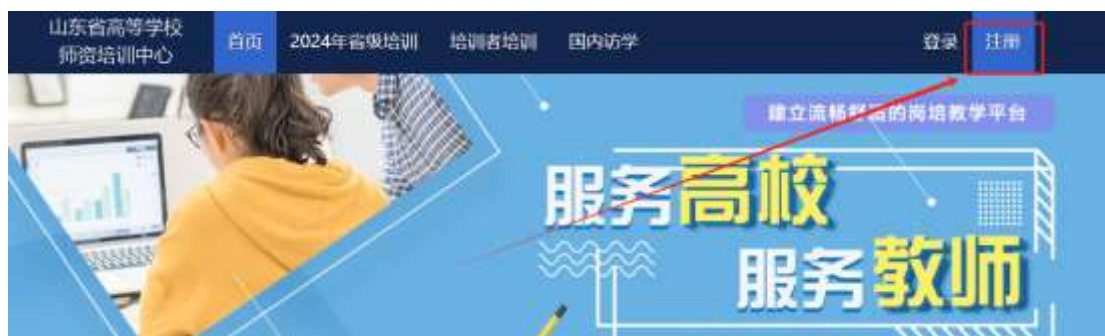 山东省高等学校
师资培训中心
首页 2024年省级培训 培训者培训 国内访学 登录 注册
建立流畅舒适的岗培教学平台
服务高校
服务教师